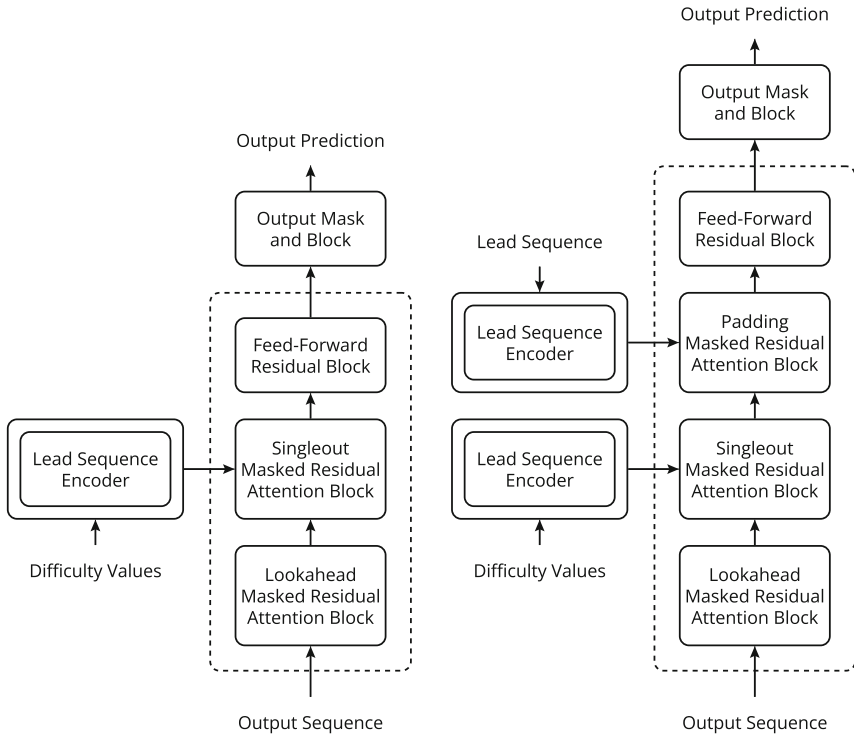 Output Prediction
Output Mask
and Block
Feed-Forward
Residual Block
Lead Sequence
Encoder
Singleout
Masked Residual
Attention Block
Difficulty Values
Lookahead
Masked Residual
Attention Block
Output Sequence
Output Prediction
Output Mask
and Block
Feed-Forward
Residual Block
Lead Sequence
Lead Sequence
Encoder
Padding
Masked Residual
Attention Block
Lead Sequence
Encoder
Singleout
Masked Residual
Attention Block
Difficulty Values
Lookahead
Masked Residual
Attention Block
Output Sequence